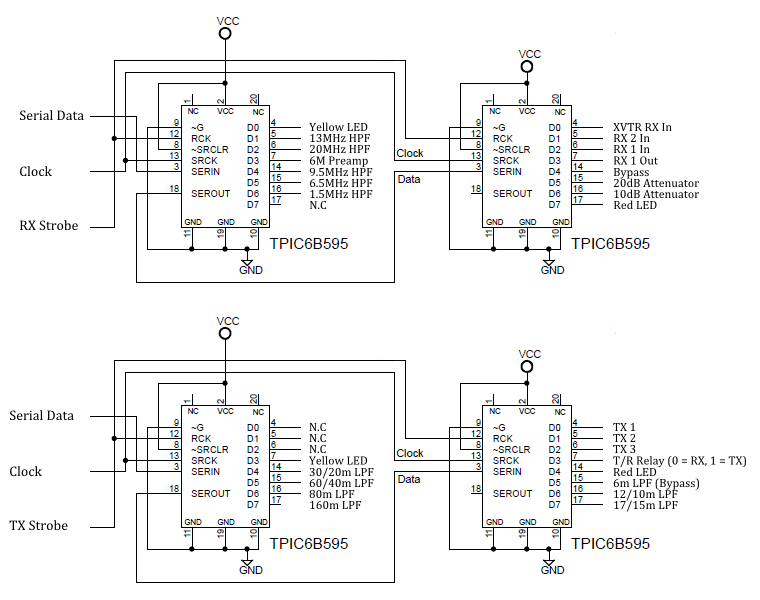 VCC
VCC
Serial Data
Clock
RX Strobe
1 2 20
NC VCC NC
9 ~G D0 4 Yellow LED
12 RCK D1 5 13MHz HPF
8 ~SRCLR D2 6 20MHz HPF
13 SRCK D3 7 6M Preamp
3 SERIN D4 14 9.5MHz HPF
D5 15 6.5MHz HPF
18 SEROUT D6 16 1.5MHz HPF
D7 17 N.C
GND GND GND
11 19 10
TPIC6B595
GND
Clock
Data
1 2 20
NC VCC NC
9 ~G D0 4 XVTR RX In
12 RCK D1 5 RX 2 In
8 ~SRCLR D2 6 RX 1 In
13 SRCK D3 7 RX 1 Out
3 SERIN D4 14 Bypass
D5 15 20dB Attenuator
18 SEROUT D6 16 10dB Attenuator
D7 17 Red LED
GND GND GND
11 19 10
TPIC6B595
GND
VCC
VCC
Serial Data
Clock
TX Strobe
1 2 20
NC VCC NC
9 ~G D0 4 N.C
12 RCK D1 5 N.C
8 ~SRCLR D2 6 N.C
13 SRCK D3 7 Yellow LED
3 SERIN D4 14 30/20m LPF
D5 15 60/40m LPF
18 SEROUT D6 16 80m LPF
D7 17 160m LPF
GND GND GND
11 19 10
TPIC6B595
GND
Clock
Data
1 2 20
NC VCC NC
9 ~G D0 4 TX 1
12 RCK D1 5 TX 2
8 ~SRCLR D2 6 TX 3
13 SRCK D3 7 T/R Relay (0 = RX, 1 = TX)
3 SERIN D4 14 Red LED
D5 15 6m LPF (Bypass)
18 SEROUT D6 16 12/10m LPF
D7 17 17/15m LPF
GND GND GND
11 19 10
TPIC6B595
GND